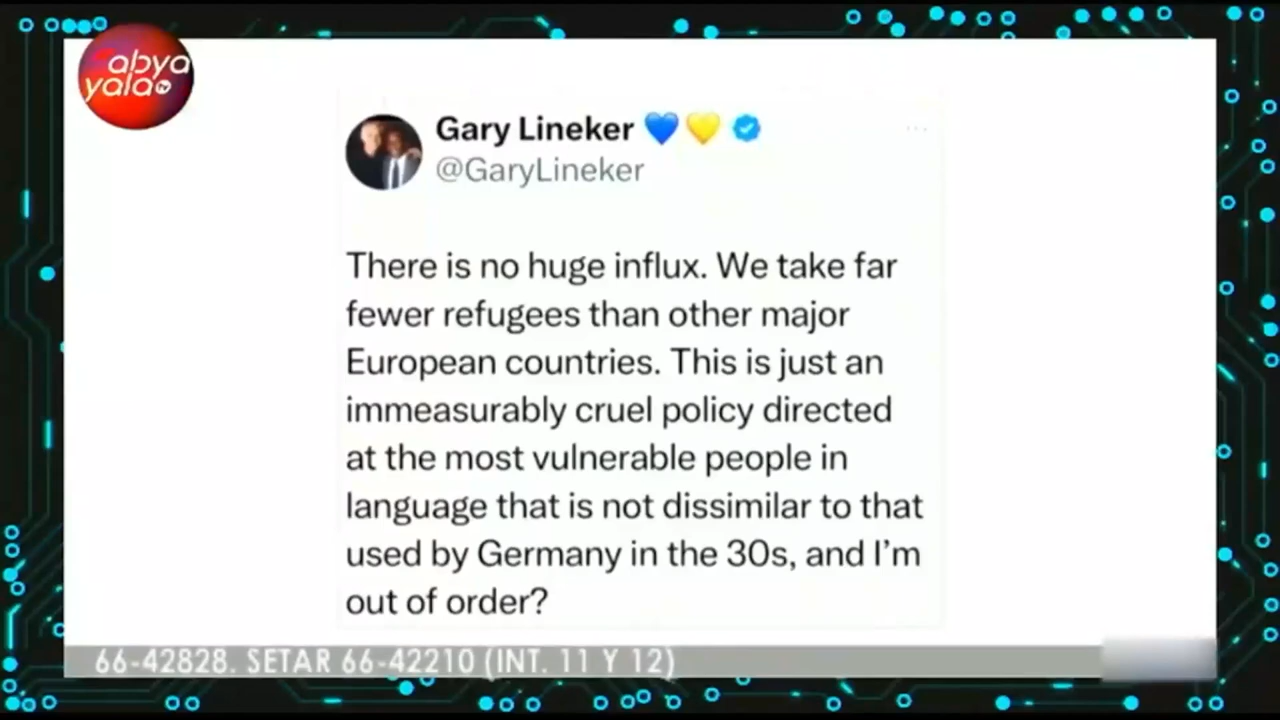 abya
yala tv
Gary Lineker 💙 💛
@GaryLineker
There is no huge influx. We take far
fewer refugees than other major
European countries. This is just an
immeasurably cruel policy directed
at the most vulnerable people in
language that is not dissimilar to that
used by Germany in the 30s, and I'm
out of order?
66-42828. SETAR 66-42210 (INT. 11 Y 12)